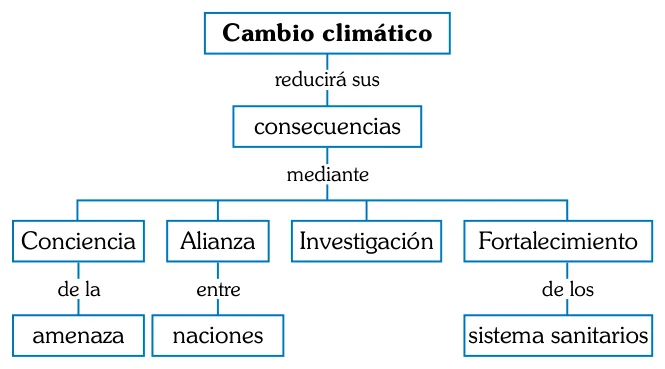 Cambio climático
reducirá sus
consecuencias
mediante
Conciencia Alianza Investigación Fortalecimiento
de la entre de los
amenaza naciones sistema sanitarios